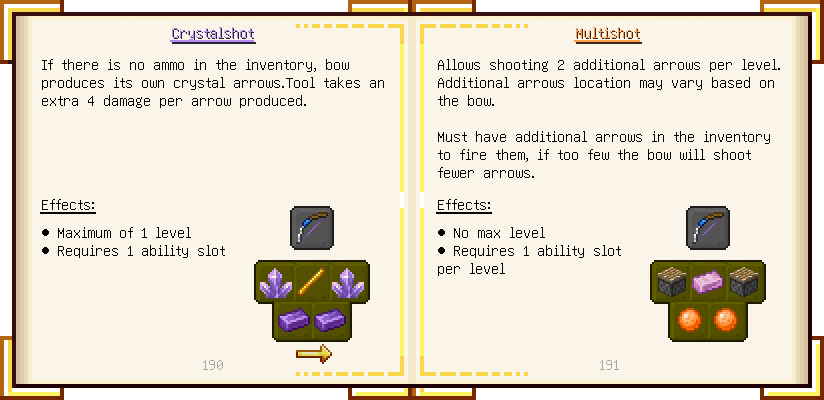 Crystalshot
If there is no ammo in the inventory, bow
produces its own crystal arrows.Tool takes an
extra 4 damage per arrow produced.
Effects:
● Maximum of 1 level
● Requires 1 ability slot
190
Multishot
Allows shooting 2 additional arrows per level.
Additional arrows location may vary based on
the bow.
Must have additional arrows in the inventory
to fire them, if too few the bow will shoot
fewer arrows.
Effects:
● No max level
● Requires 1 ability slot
per level
191